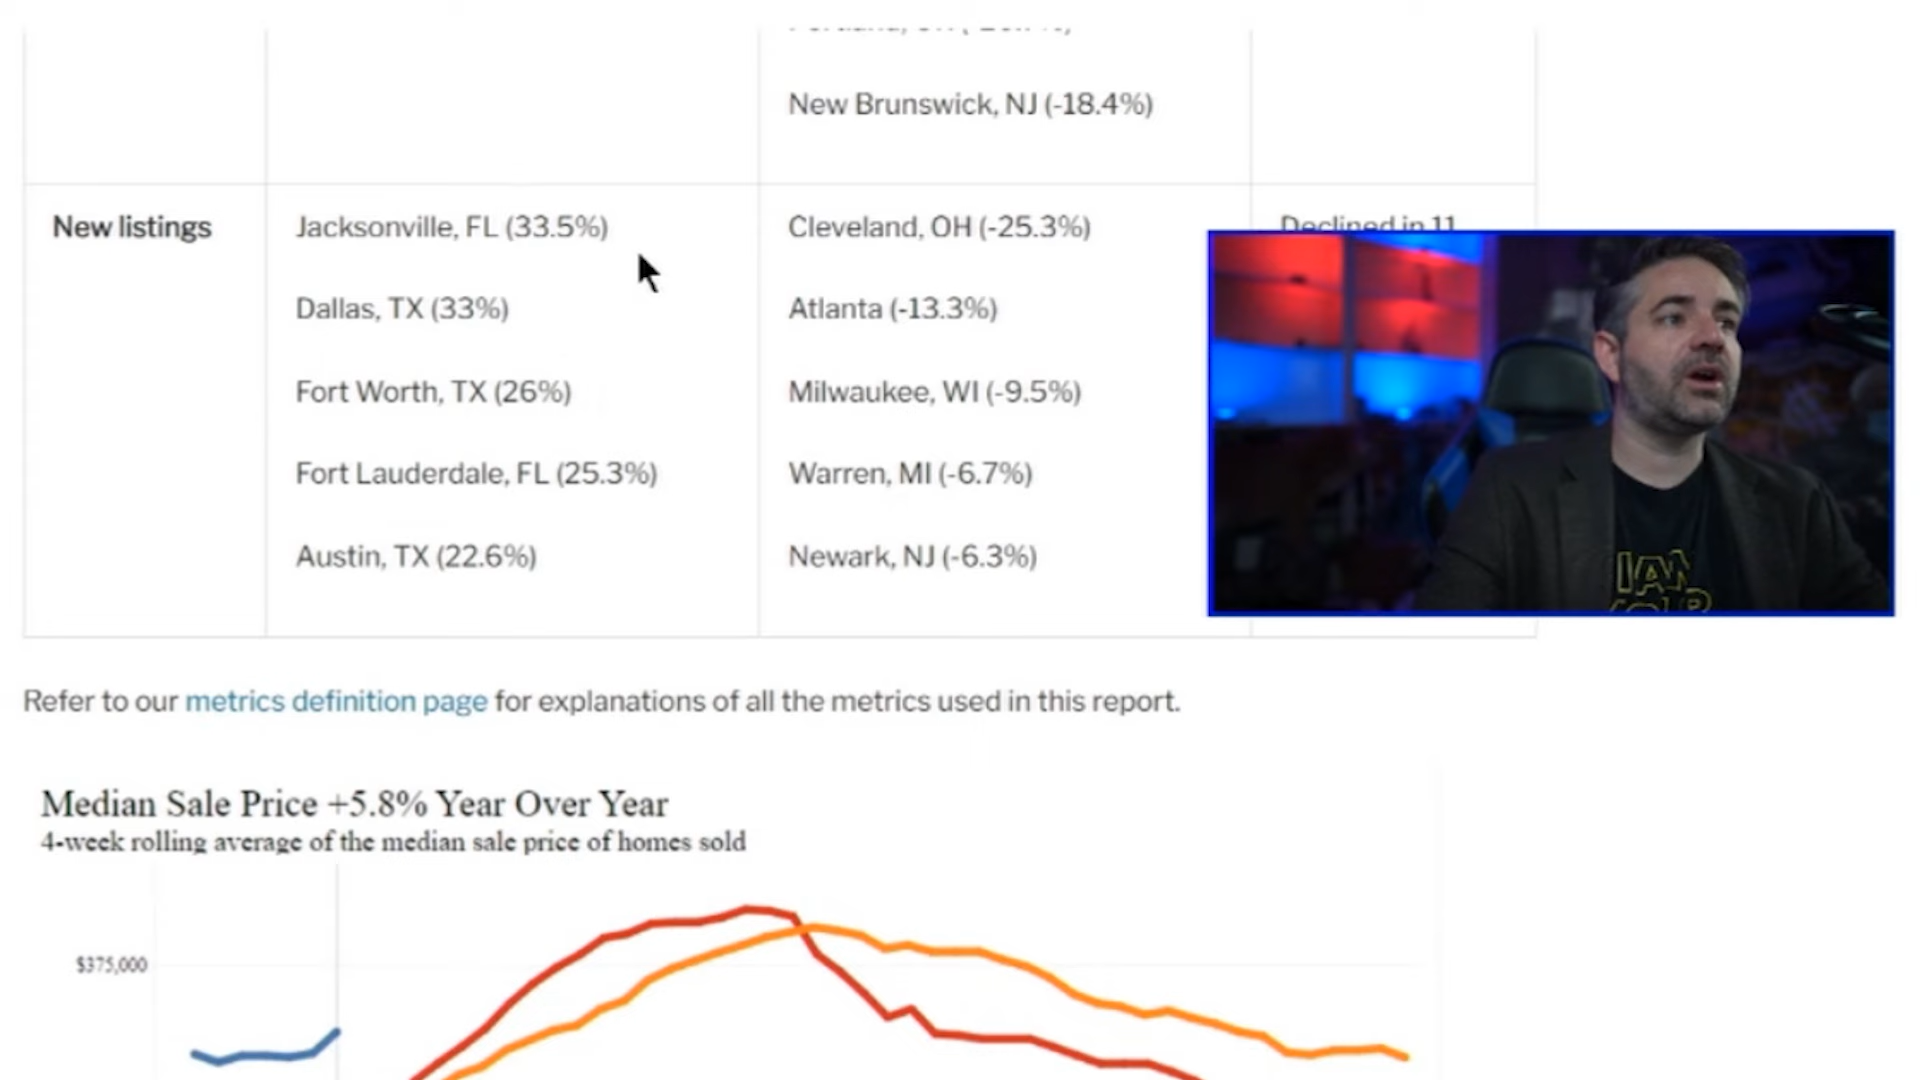 New Brunswick, NJ (-18.4%)
New listings
Jacksonville, FL (33.5%)
Cleveland, OH (-25.3%)
Declined in 11
Dallas, TX (33%)
Atlanta (-13.3%)
Fort Worth, TX (26%)
Milwaukee, WI (-9.5%)
Fort Lauderdale, FL (25.3%)
Warren, MI (-6.7%)
Austin, TX (22.6%)
Newark, NJ (-6.3%)
Refer to our metrics definition page for explanations of all the metrics used in this report.
Median Sale Price +5.8% Year Over Year
4-week rolling average of the median sale price of homes sold
$375,000